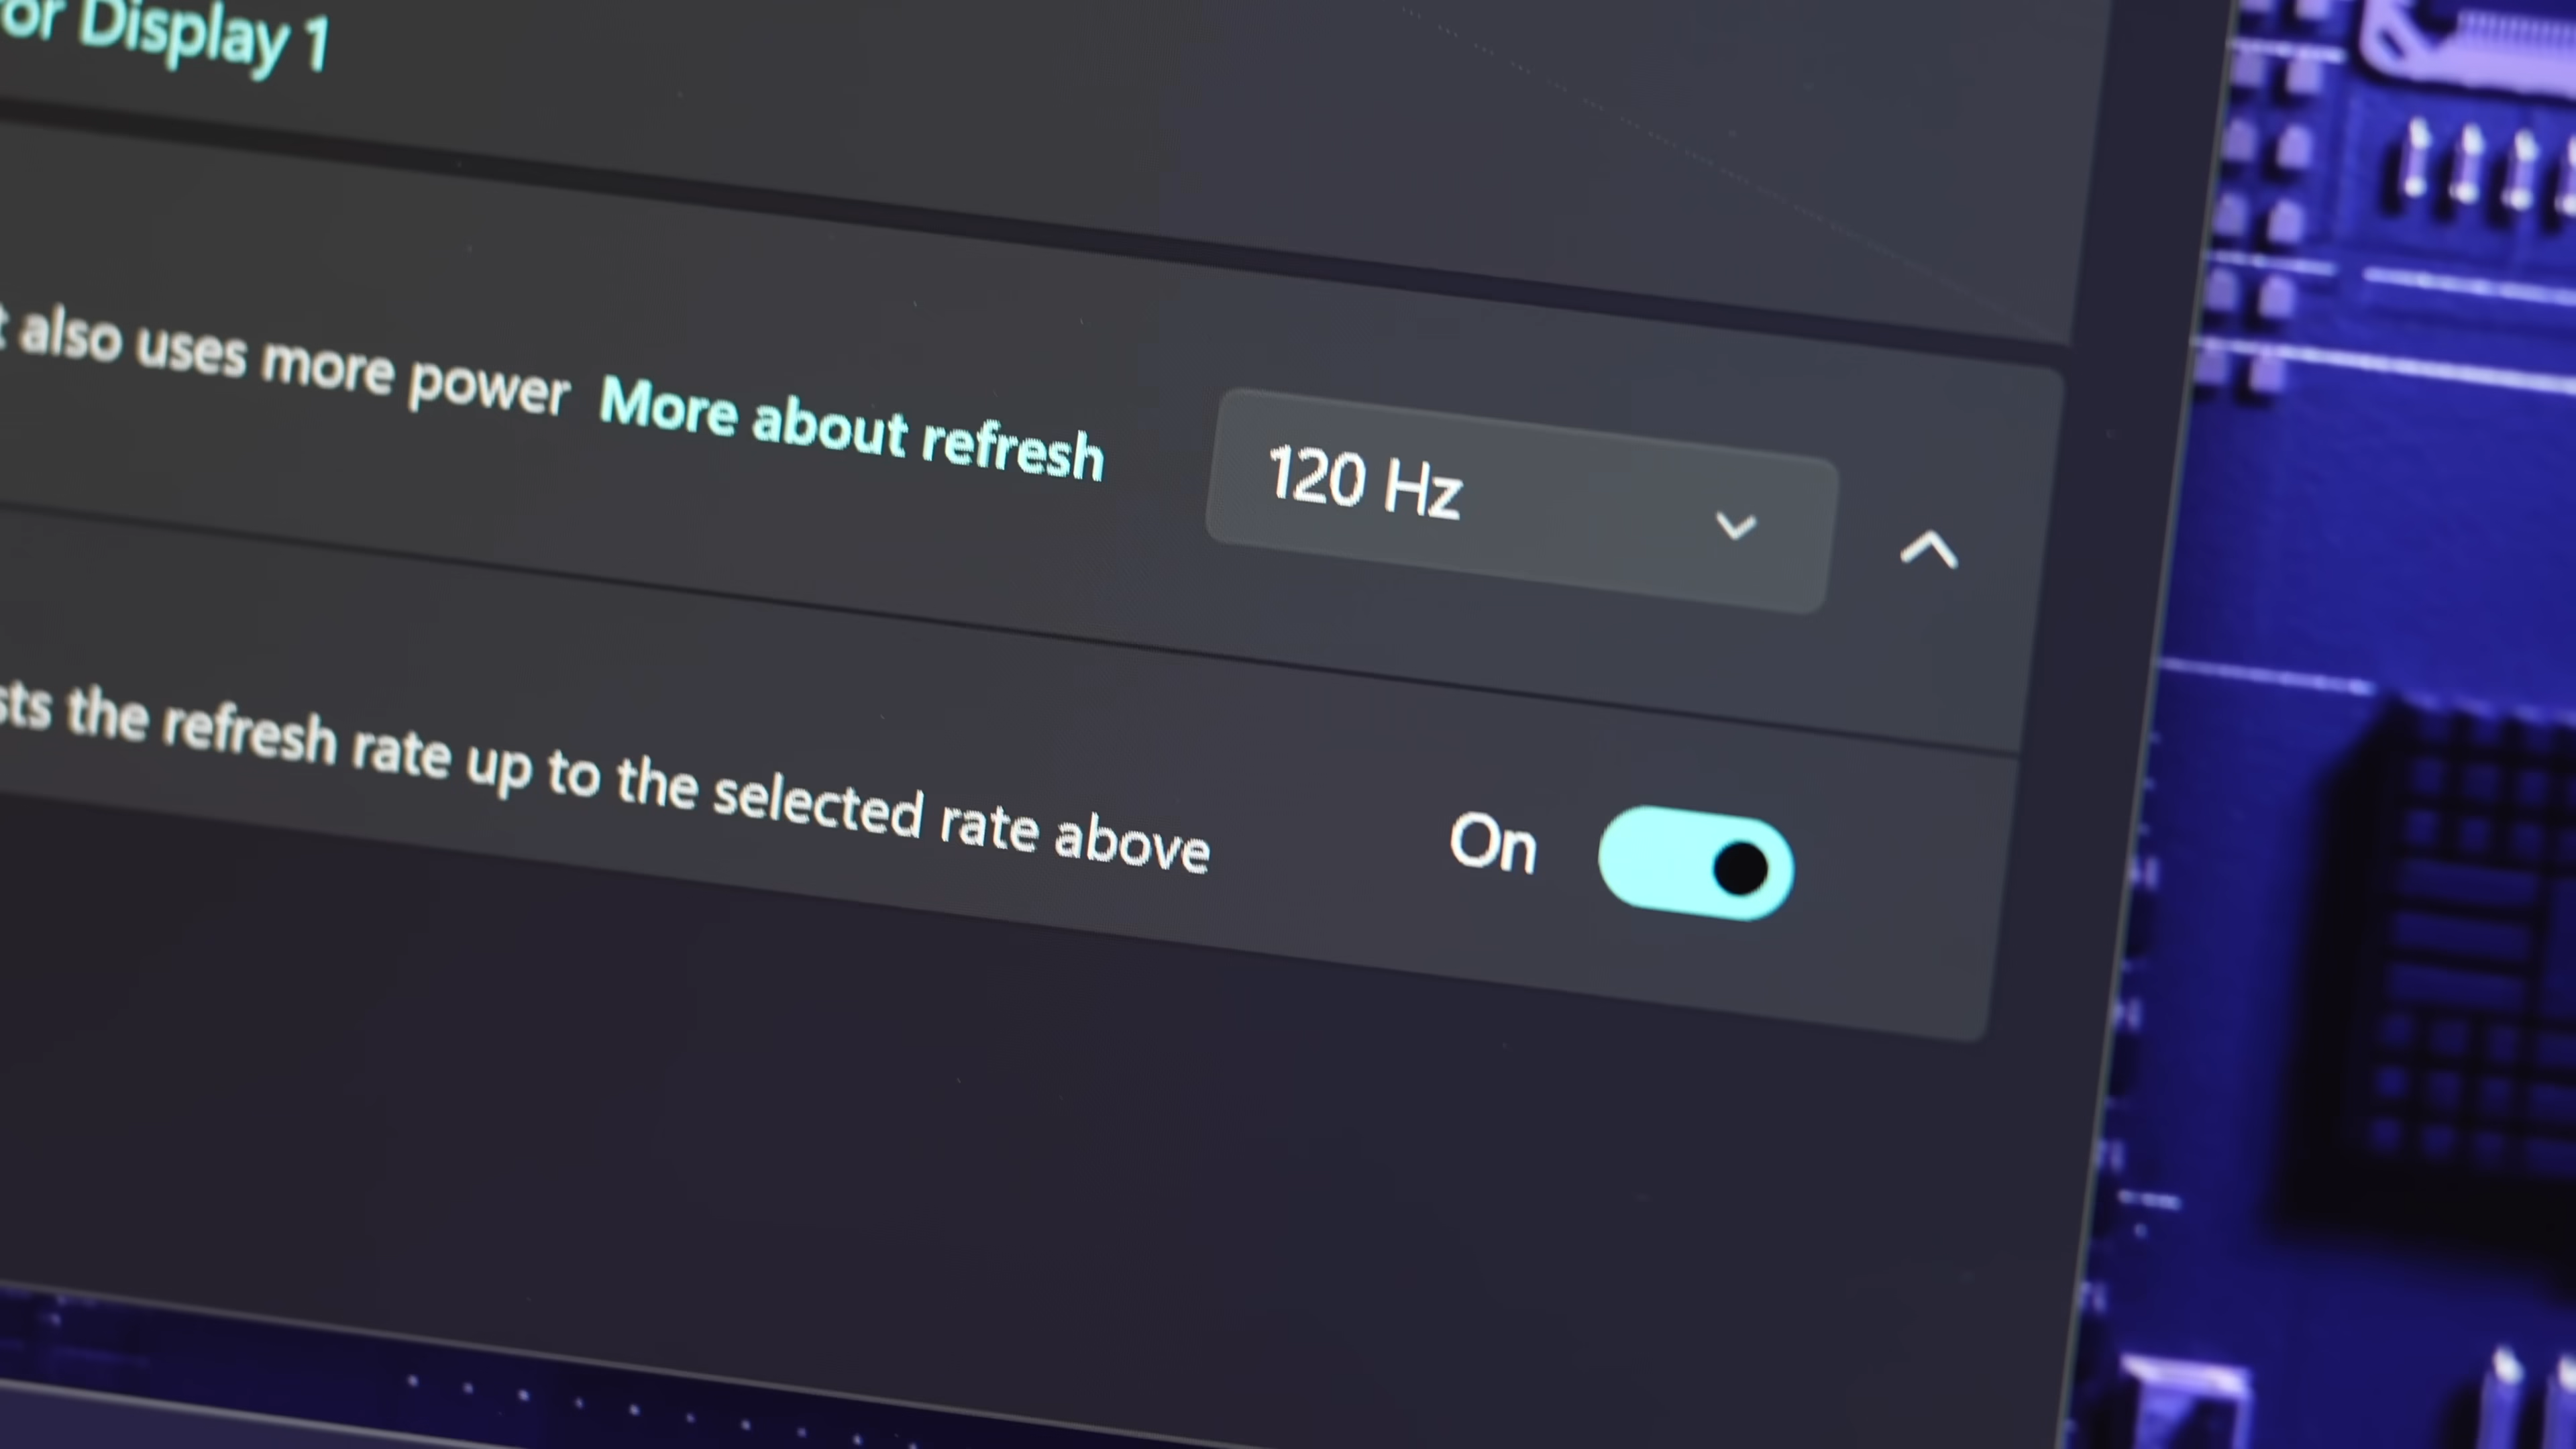 or Display 1
also uses more power More about refresh
120 Hz
the refresh rate up to the selected rate above
On